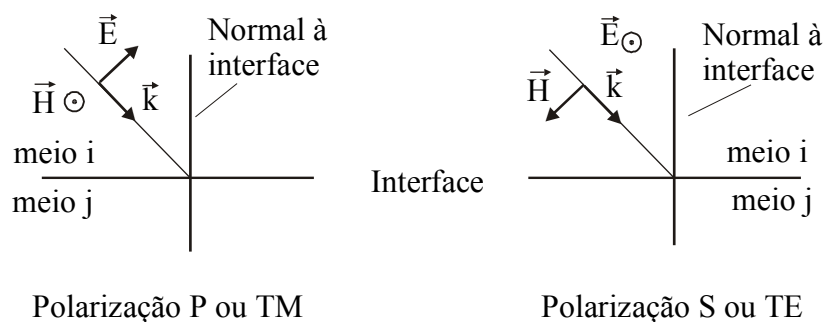 E⃗
Normal à
interface
H⃗
k⃗
meio i
meio j
Polarização P ou TM
Interface
E⃗
Normal à
interface
H⃗
k⃗
meio i
meio j
Polarização S ou TE